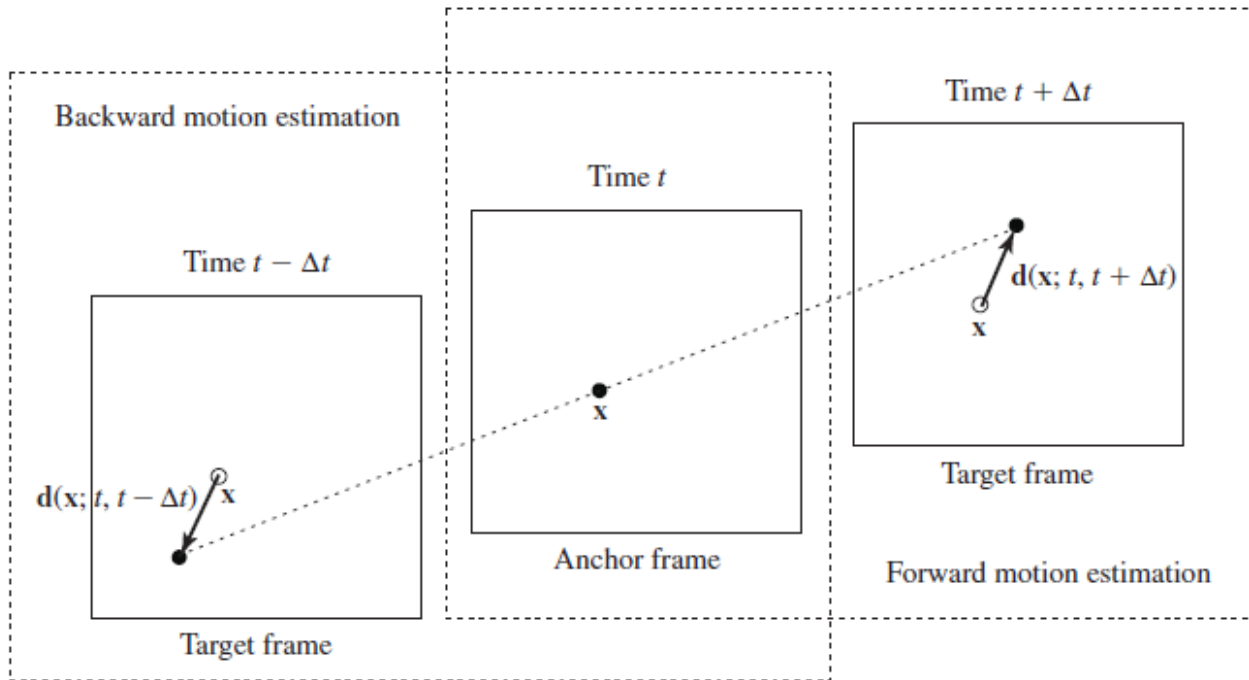 Backward motion estimation
Time t − Δt
d(x; t, t − Δt)
x
Target frame
Time t
x
Anchor frame
Time t + Δt
d(x; t, t + Δt)
x
Target frame
Forward motion estimation